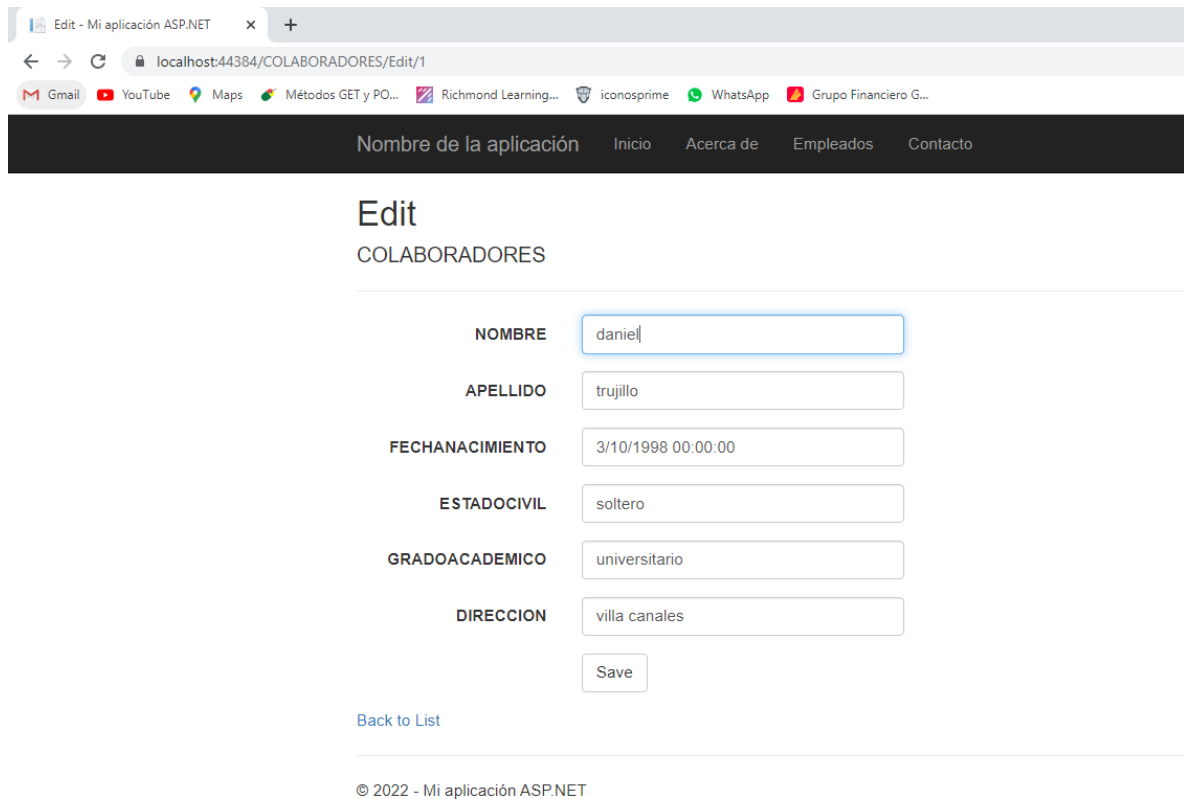 Edit - Mi aplicación ASP.NET
localhost:44384/COLABORADORES/Edit/1
Gmail YouTube Maps Métodos GET y PO... Richmond Learning... iconosprime WhatsApp Grupo Financiero G...
Nombre de la aplicación Inicio Acerca de Empleados Contacto
Edit
COLABORADORES
NOMBRE daniel
APELLIDO trujillo
FECHANACIMIENTO 3/10/1998 00:00:00
ESTADOCIVIL soltero
GRADOACADEMICO universitario
DIRECCION villa canales
Save
Back to List
© 2022 - Mi aplicación ASP.NET